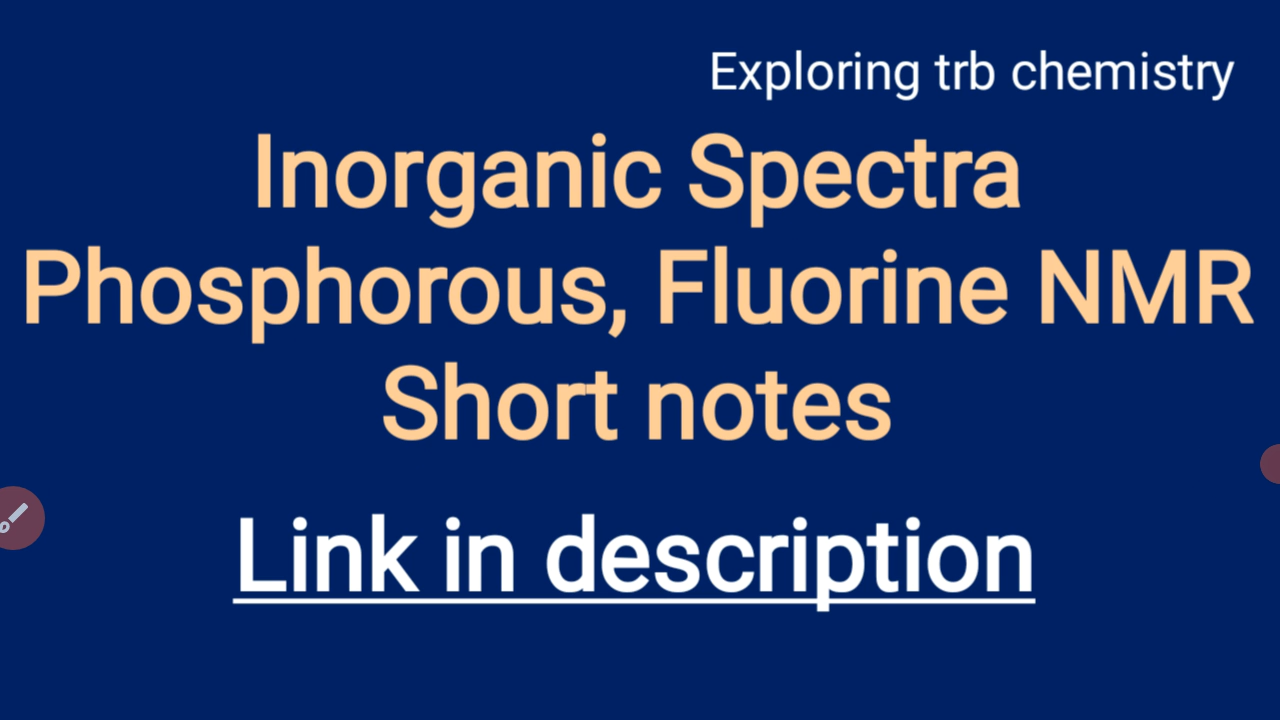 Exploring trb chemistry
Inorganic Spectra
Phosphorous, Fluorine NMR
Short notes
Link in description